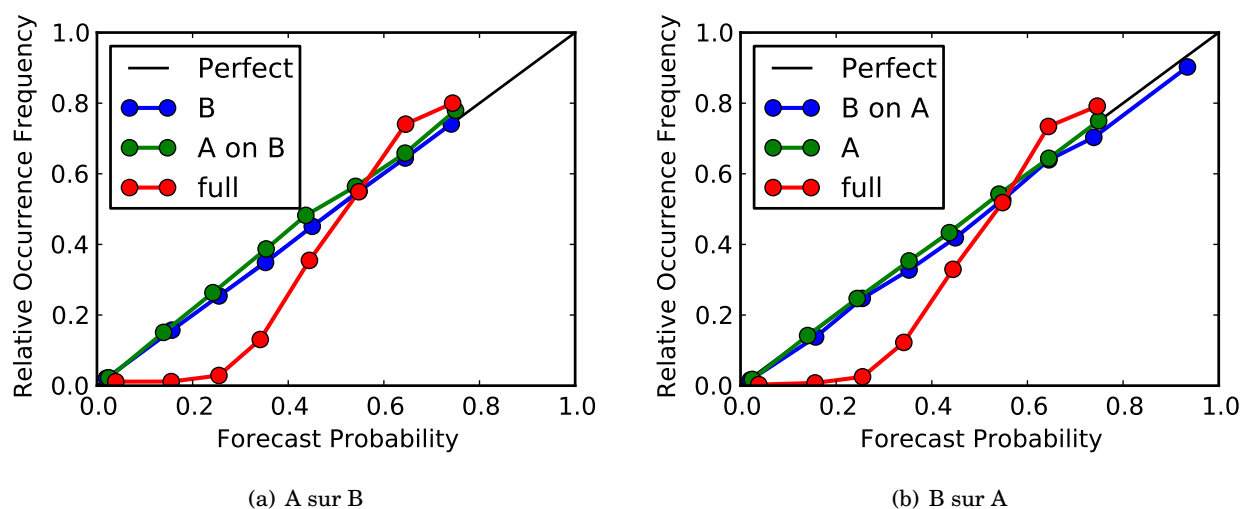 Relative Occurrence Frequency
1.0
0.8
0.6
0.4
0.2
0.0
Perfect
B
A on B
full
0.0 0.2 0.4 0.6 0.8 1.0
Forecast Probability
(a) A sur B
Relative Occurrence Frequency
1.0
0.8
0.6
0.4
0.2
0.0
Perfect
B on A
A
full
0.0 0.2 0.4 0.6 0.8 1.0
Forecast Probability
(b) B sur A